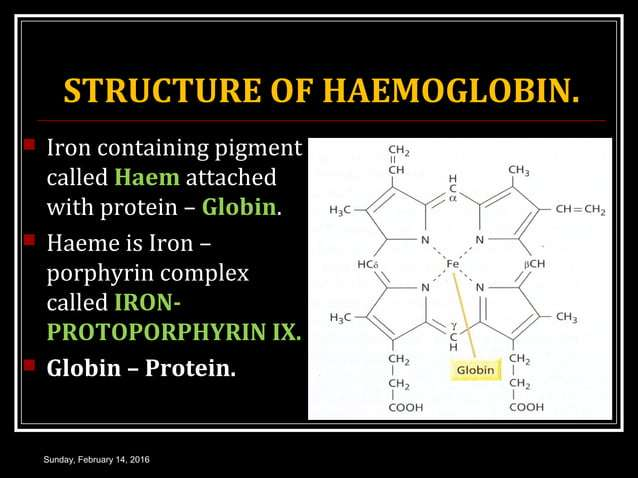 STRUCTURE OF HAEMOGLOBIN.
Iron containing pigment
called Haem attached
with protein – Globin.
Haeme is Iron –
porphyrin complex
called IRON-
PROTOPORPHYRIN IX.
Globin – Protein.
CH2
CH
H
C
α
CH3
H3C
CH=CH2
N
N
HCδ
Fe
βCH
N
N
H3C
γ
C
H
CH3
CH2
CH2
COOH
Globin
CH2
CH2
COOH
Sunday, February 14, 2016